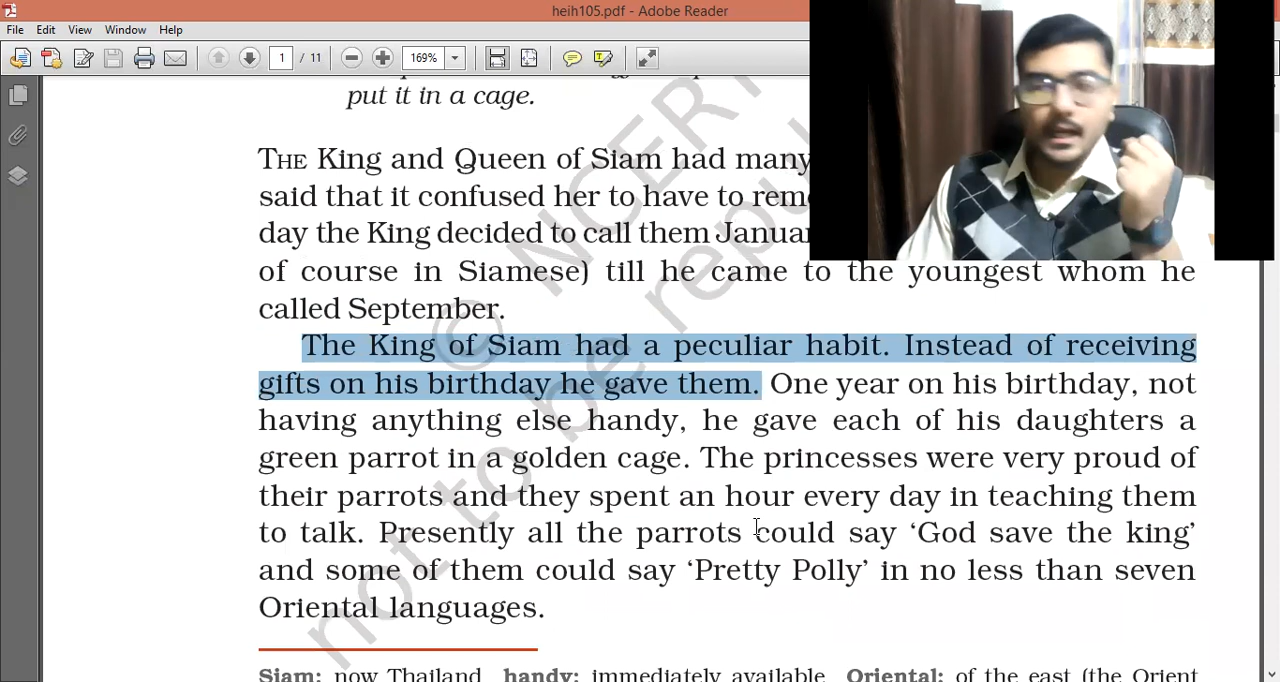 heih105.pdf - Adobe Reader
File Edit View Window Help
1 / 11 169%
put it in a cage.
THE King and Queen of Siam had many
said that it confused her to have to
day the King decided to call them
of course in Siamese) till he came to the youngest whom he
called September.
The King of Siam had a peculiar habit. Instead of receiving
gifts on his birthday he gave them. One year on his birthday, not
having anything else handy, he gave each of his daughters a
green parrot in a golden cage. The princesses were very proud of
their parrots and they spent an hour every day in teaching them
to talk. Presently all the parrots could say ‘God save the king’
and some of them could say ‘Pretty Polly’ in no less than seven
Oriental languages.
Siam: now Thailand handy: immediately available Oriental: of the east (the Orient
© NCERT
not to be